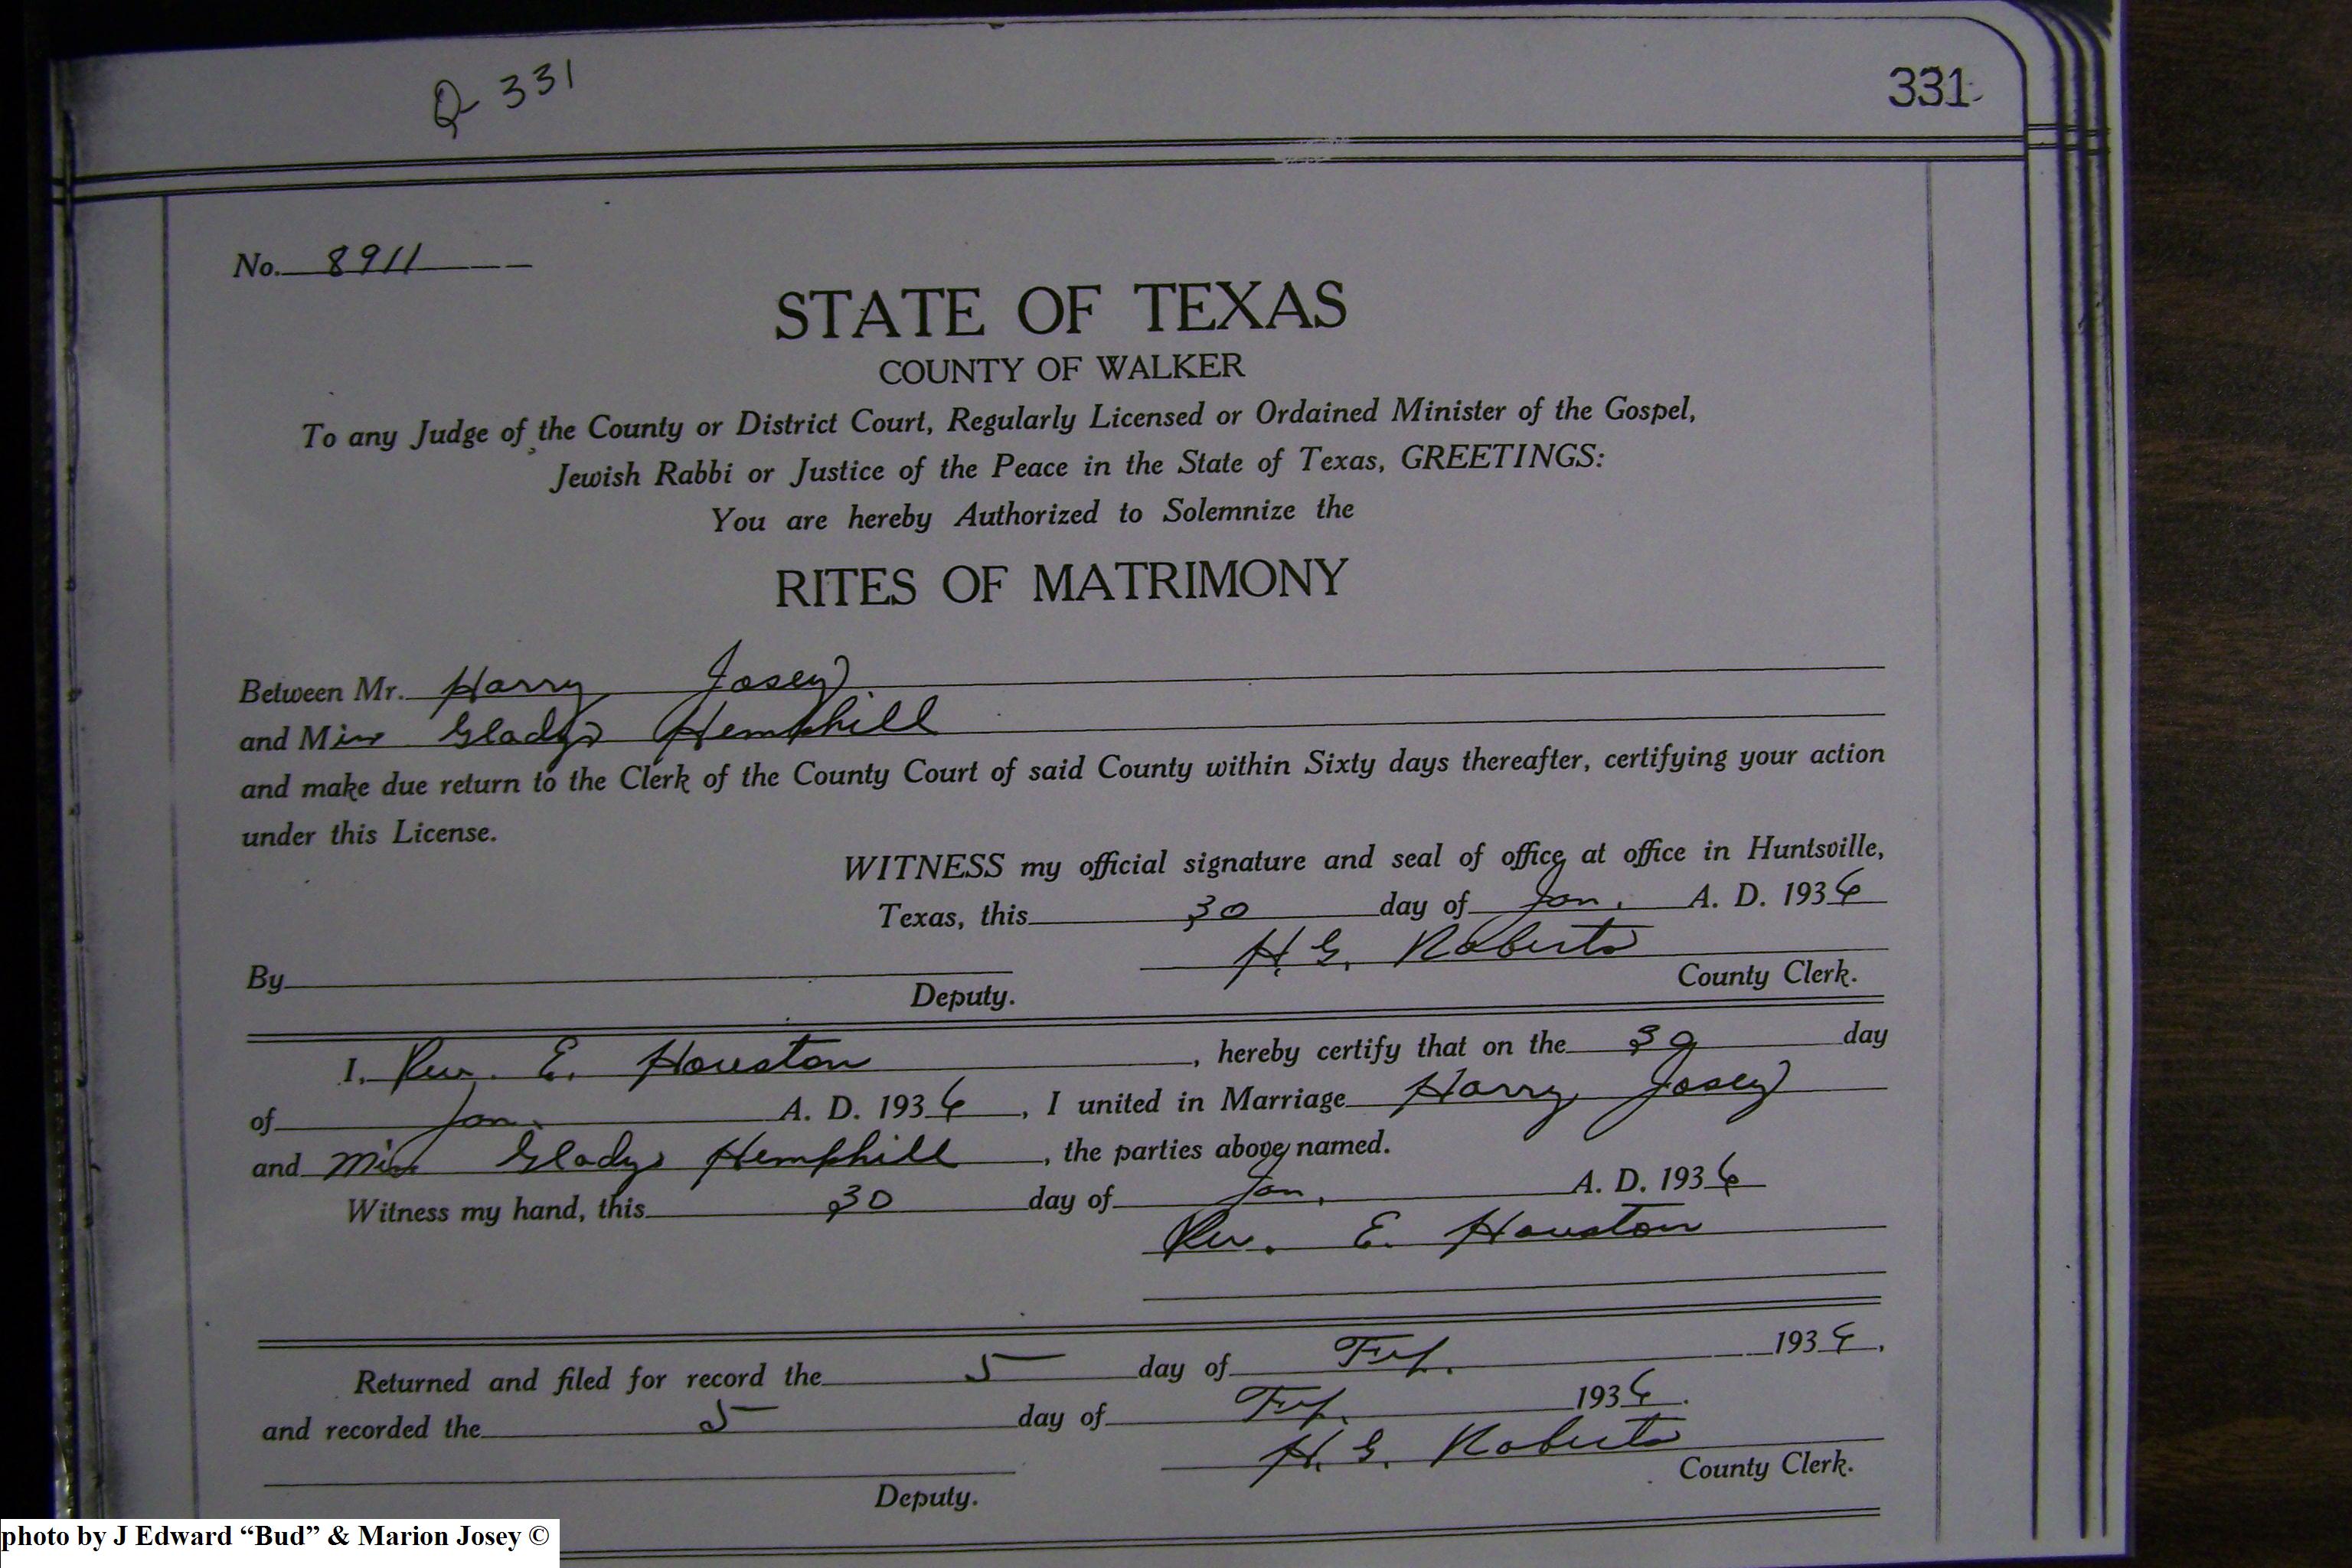 Q 331
331
No. 8911
STATE OF TEXAS
COUNTY OF WALKER
To any Judge of the County or District Court, Regularly Licensed or Ordained Minister of the Gospel,
Jewish Rabbi or Justice of the Peace in the State of Texas, GREETINGS:
You are hereby Authorized to Solemnize the
RITES OF MATRIMONY
Between Mr. Harry Josey
and Miss Gladys Hemphill
and make due return to the Clerk of the County Court of said County within Sixty days thereafter, certifying your action
under this License.
WITNESS my official signature and seal of office at office in Huntsville,
Texas, this 30 day of Jan. A. D. 1936
H. G. Roberts
By
Deputy. County Clerk.
I, Rev. E. Houston, hereby certify that on the 30 day
of Jan. A. D. 1936, I united in Marriage Harry Josey
and Miss Gladys Hemphill, the parties above named.
Witness my hand, this 30 day of Jan. A. D. 1936
Rev. E. Houston
Returned and filed for record the 5 day of Feb. 1936,
and recorded the 5 day of Feb. 1936.
H. G. Roberts
Deputy. County Clerk.
photo by J Edward “Bud” & Marion Josey ©